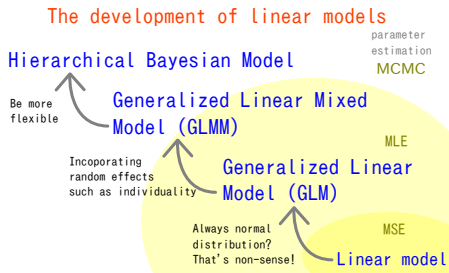 The development of linear models
parameter
estimation
MCMC
Hierarchical Bayesian Model
Be more
flexible
Generalized Linear Mixed
Model (GLMM)
MLE
Incoporating
random effects
such as individuality
Generalized Linear
Model (GLM)
Always normal
distribution?
That's non-sense!
MSE
Linear model